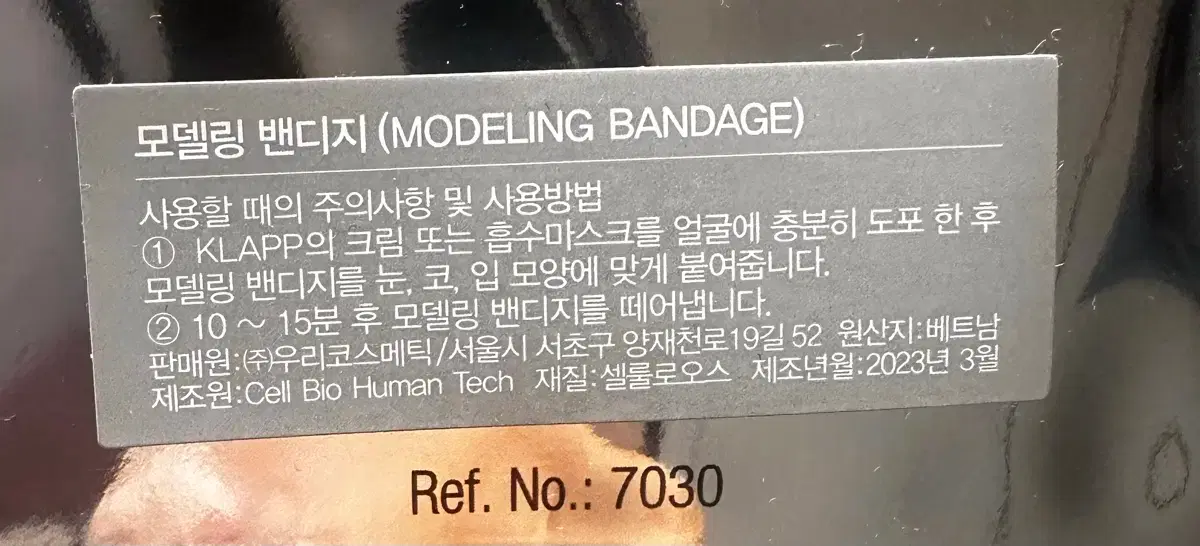 모델링 밴디지 (MODELING BANDAGE)
사용할 때의 주의사항 및 사용방법
① KLAPP의 크림 또는 흡수마스크를 얼굴에 충분히 도포 한 후
모델링 밴디지를 눈, 코, 입 모양에 맞게 붙여줍니다.
② 10 ~ 15분 후 모델링 밴디지를 떼어냅니다.
판매원:㈜우리코스메틱/서울시 서초구 양재천로19길 52 원산지:베트남
제조원:Cell Bio Human Tech 재질:셀룰로오스 제조년월:2023년 3월
Ref. No.: 7030